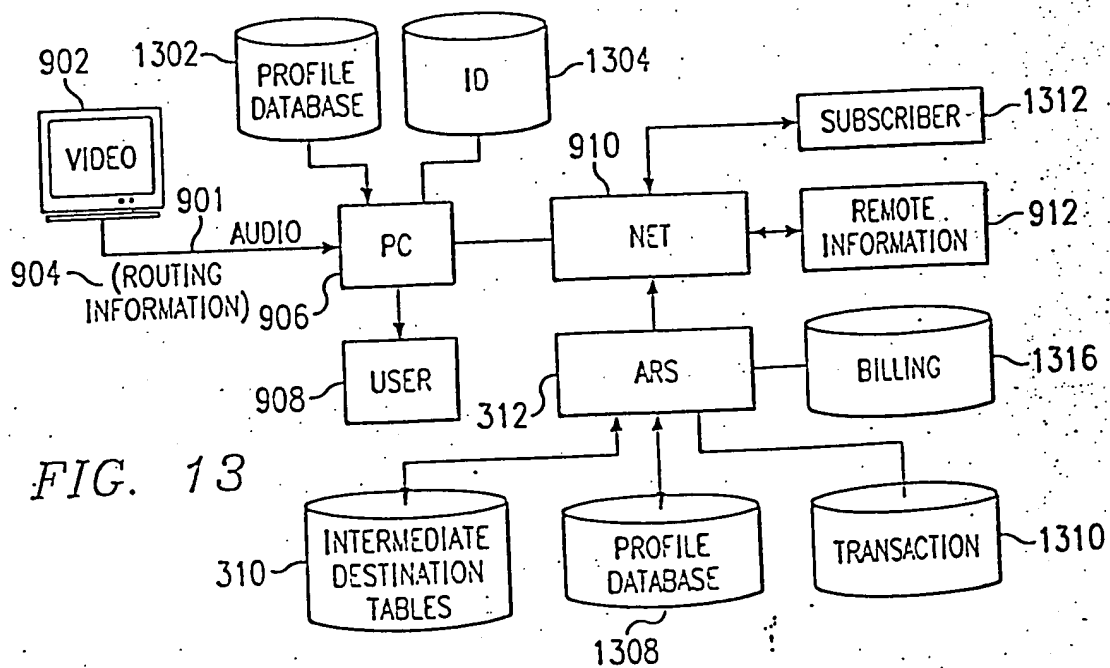 1302
PROFILE
DATABASE
ID
1304
902
VIDEO
901
AUDIO
904
(ROUTING
INFORMATION)
PC
906
USER
908
910
NET
SUBSCRIBER
1312
REMOTE
INFORMATION
912
ARS
312
BILLING
1316
FIG. 13
310
INTERMEDIATE
DESTINATION
TABLES
PROFILE
DATABASE
1308
TRANSACTION
1310